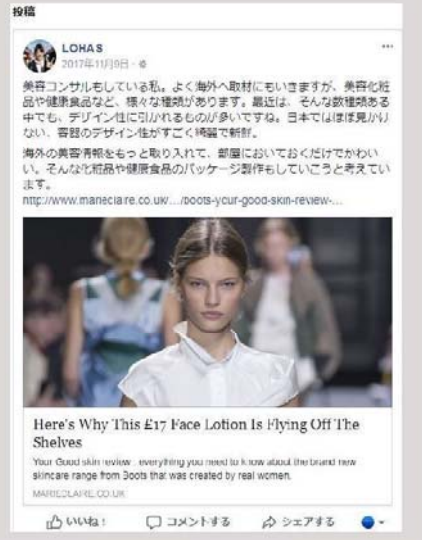 投稿
LOHAS
2017年11月9日
美容コンサルもしている私。よく海外へ取材にもいきますが、美容化粧
品や健康食品など、様々な種類があります。最近は、そんな数種類ある
中でも、デザイン性に引かれるものが多いですね。日本ではほぼ見かけ
ない、容器のデザイン性がすごく綺麗で新鮮。
海外の美容情報をもっと取り入れて、部屋においておくだけでかわい
い。そんな化粧品や健康食品のパッケージ製作もしていこうと考えてい
ます。
http://www.marieclaire.co.uk/.../boots-your-good-skin-review-...
Here's Why This £17 Face Lotion Is Flying Off The
Shelves
Your Good skin review : everything you need to know about the brand new
skincare range from Boots that was created by real women.
MARIECLAIRE.CO.UK
いいね！ コメントする シェアする